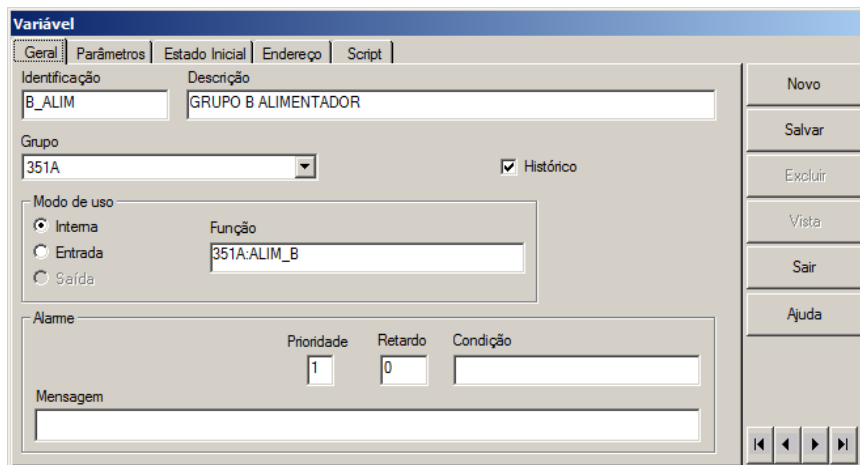 Variável
Geral Parâmetros Estado Inicial Endereço Script
Identificação Descrição
B_ALIM GRUPO B ALIMENTADOR
Grupo
351A Histórico
Modo de uso
Interna Função
Entrada 351A:ALIM_B
Saída
Alarme
Prioridade Retardo Condição
1 0
Mensagem
Novo
Salvar
Excluir
Vista
Sair
Ajuda